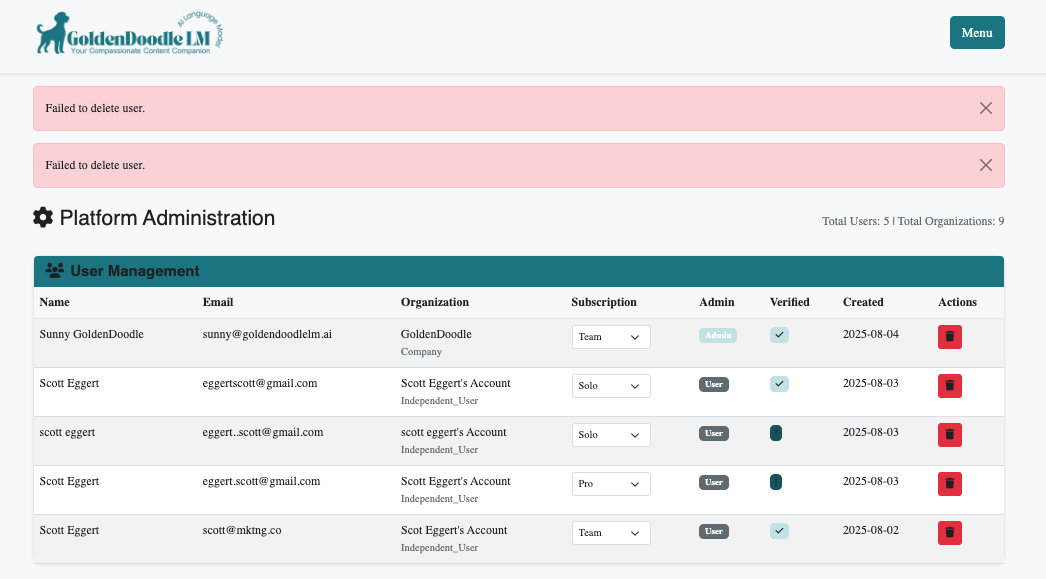 AI Language Model
GoldenDoodle LM
Your Compassionate Content Companion
Menu
Failed to delete user.
Failed to delete user.
Platform Administration
Total Users: 5 | Total Organizations: 9
User Management
Name Email Organization Subscription Admin Verified Created Actions
Sunny GoldenDoodle sunny@goldendoodlelm.ai GoldenDoodle Team Admin 2025-08-04
Company
Scott Eggert eggertscott@gmail.com Scott Eggert's Account Solo User 2025-08-03
Independent_User
scott eggert eggert..scott@gmail.com scott eggert's Account Solo User 2025-08-03
Independent_User
Scott Eggert eggert.scott@gmail.com Scott Eggert's Account Pro User 2025-08-03
Independent_User
Scott Eggert scott@mktng.co Scot Eggert's Account Team User 2025-08-02
Independent_User